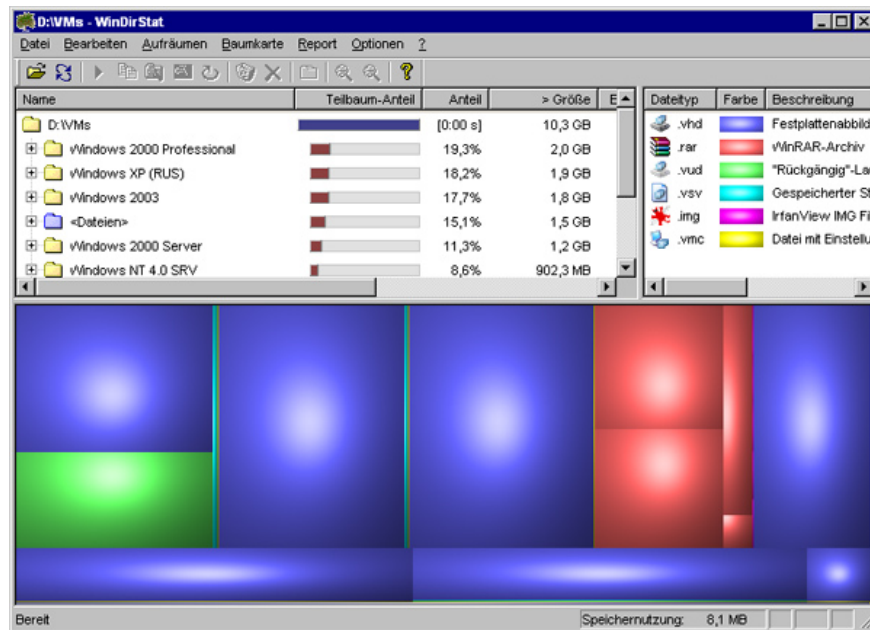 D:\VMs - WinDirStat
Datei Bearbeiten Aufräumen Baumkarte Report Optionen ?
Name Teilbaum-Anteil Anteil > Größe E
D:\VMs [0:00 s] 10,3 GB
Windows 2000 Professional 19,3% 2,0 GB
Windows XP (RUS) 18,2% 1,9 GB
Windows 2003 17,7% 1,8 GB
<Dateien> 15,1% 1,5 GB
Windows 2000 Server 11,3% 1,2 GB
Windows NT 4.0 SRV 8,6% 902,3 MB
Dateityp Farbe Beschreibung
.vhd Festplattenabbild
.rar WinRAR-Archiv
.vud "Rückgängig"-La
.vsv Gespeicherter St
.img IrfanView IMG Fi
.vmc Datei mit Einstellu
Bereit Speichernutzung: 8,1 MB